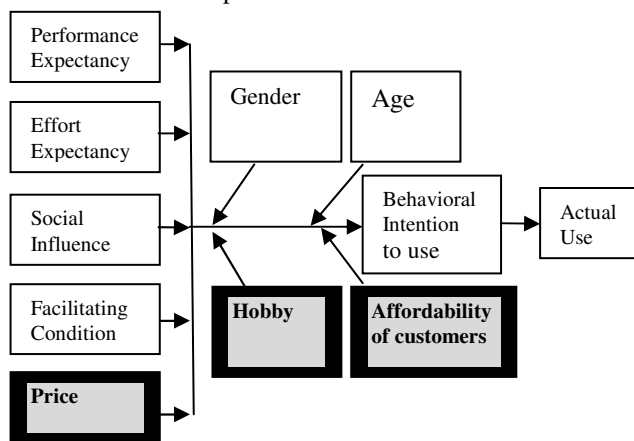 Performance
Expectancy
Effort
Expectancy
Social
Influence
Facilitating
Condition
Price
Gender
Age
Hobby
Affordability
of customers
Behavioral
Intention
to use
Actual
Use